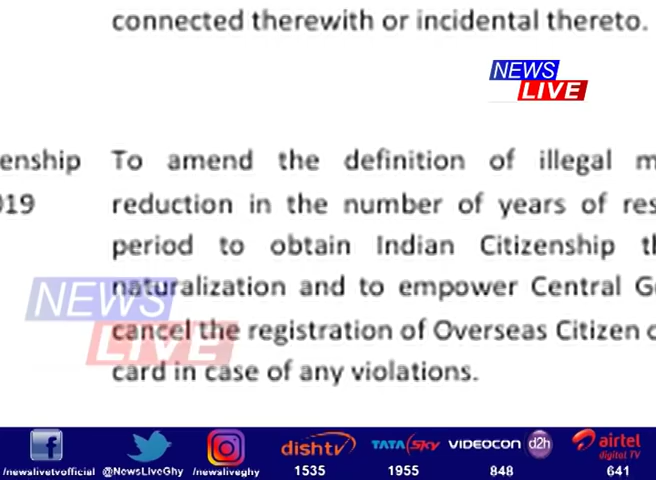 connected therewith or incidental thereto.
NEWS
LIVE
enship To amend the definition of illegal m
019 reduction in the number of years of res
period to obtain Indian Citizenship th
naturalization and to empower Central G
cancel the registration of Overseas Citizen
card in case of any violations.
NEWS
LIVE
dishtv TATA SKY VIDEOCON d2h airtel
digital TV
/newslivetvofficial @NewsLiveGhy /newsliveghy 1535 1955 848 641